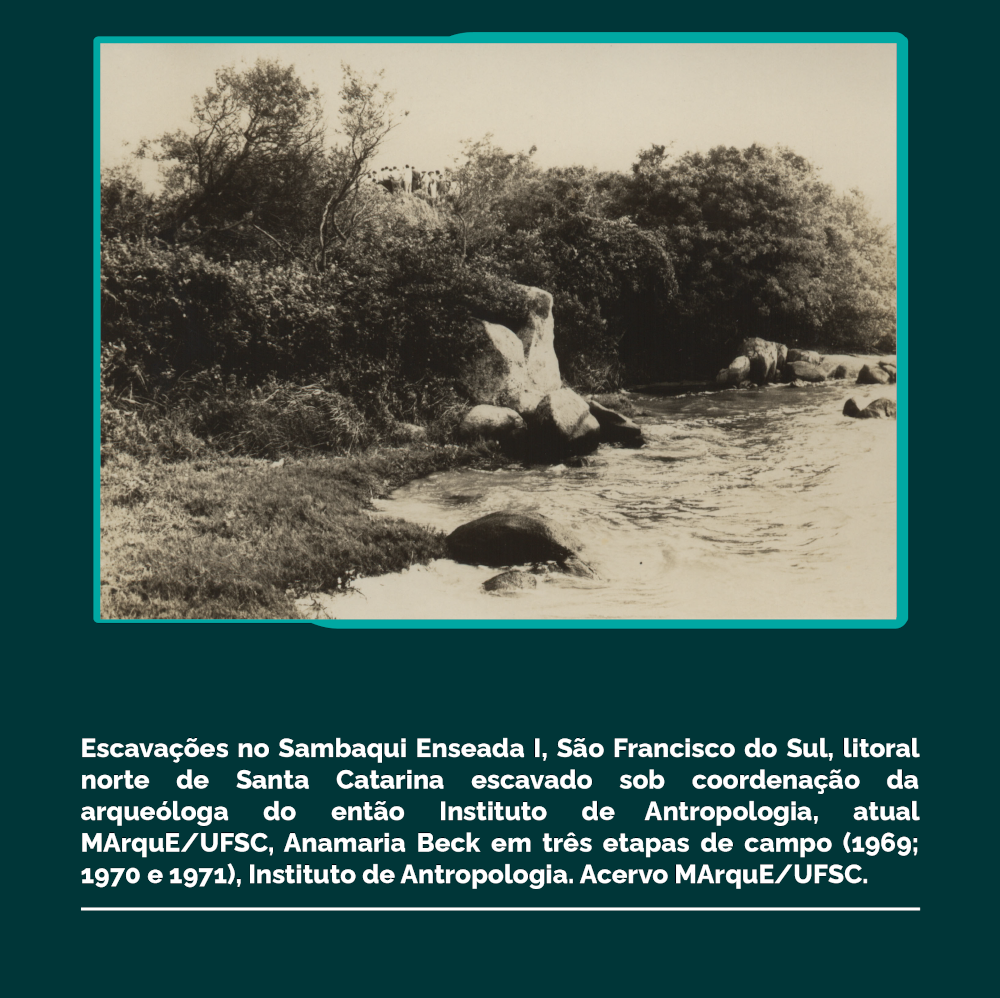 Escavações no Sambaqui Enseada I, São Francisco do Sul, litoral
norte de Santa Catarina escavado sob coordenação da
arqueóloga do então Instituto de Antropologia, atual
MArquE/UFSC, Anamaria Beck em três etapas de campo (1969;
1970 e 1971), Instituto de Antropologia. Acervo MArquE/UFSC.